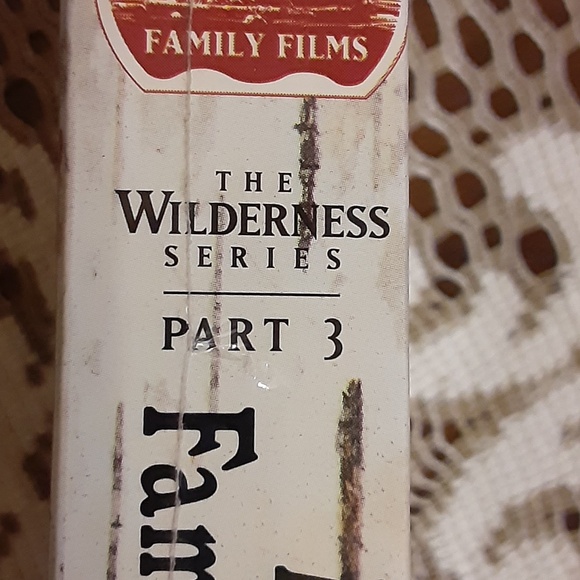 FAMILY FILMS
THE
WILDERNESS
SERIES
PART 3
Fam